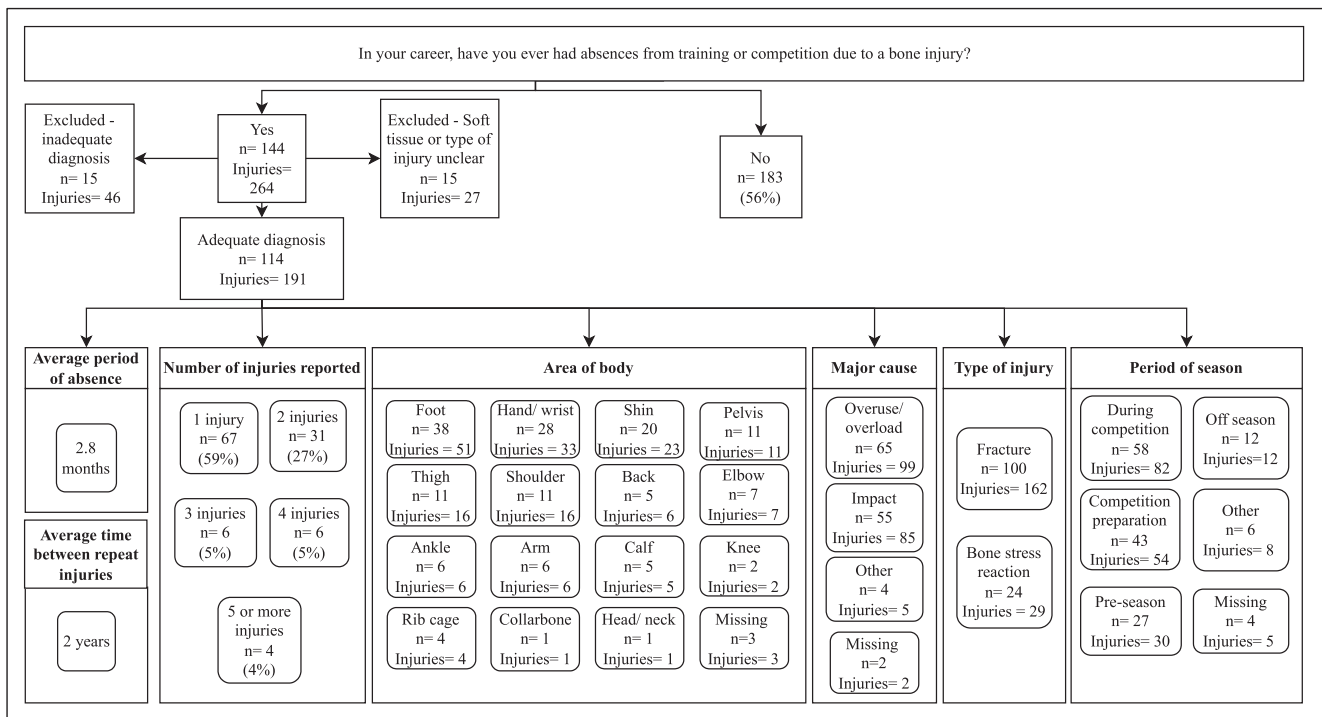 In your career, have you ever had absences from training or competition due to a bone injury?
Excluded -
inadequate
diagnosis
n= 15
Injuries= 46
Yes
n= 144
Injuries=
264
Excluded - Soft
tissue or type of
injury unclear
n= 15
Injuries= 27
No
n= 183
(56%)
Adequate diagnosis
n= 114
Injuries= 191
Average period
of absence
2.8
months
Average time
between repeat
injuries
2 years
Number of injuries reported
1 injury
n= 67
(59%)
2 injuries
n= 31
(27%)
3 injuries
n= 6
(5%)
4 injuries
n= 6
(5%)
5 or more
injuries
n= 4
(4%)
Area of body
Foot
n= 38
Injuries = 51
Hand/ wrist
n= 28
Injuries = 33
Shin
n= 20
Injuries = 23
Pelvis
n= 11
Injuries= 11
Thigh
n= 11
Injuries= 16
Shoulder
n= 11
Injuries= 16
Back
n= 5
Injuries= 6
Elbow
n= 7
Injuries= 7
Ankle
n= 6
Injuries= 6
Arm
n= 6
Injuries= 6
Calf
n= 5
Injuries= 5
Knee
n= 2
Injuries= 2
Rib cage
n= 4
Injuries= 4
Collarbone
n= 1
Injuries= 1
Head/ neck
n= 1
Injuries= 1
Missing
n=3
Injuries= 3
Major cause
Overuse/
overload
n= 65
Injuries = 99
Impact
n= 55
Injuries= 85
Other
n= 4
Injuries= 5
Missing
n=2
Injuries= 2
Type of injury
Fracture
n= 100
Injuries= 162
Bone stress
reaction
n= 24
Injuries = 29
Period of season
During
competition
n= 58
Injuries= 82
Off season
n= 12
Injuries=12
Competition
preparation
n= 43
Injuries= 54
Other
n= 6
Injuries= 8
Pre-season
n= 27
Injuries= 30
Missing
n= 4
Injuries= 5